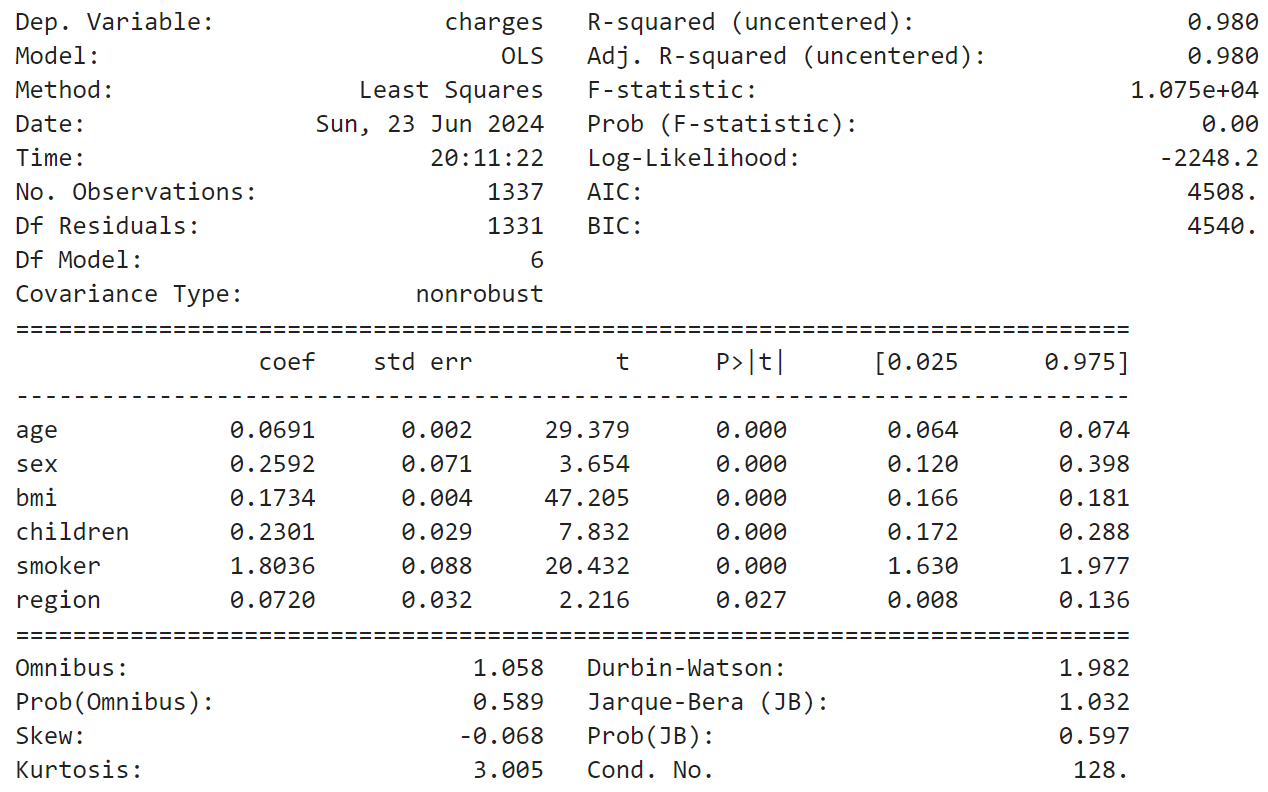 Dep. Variable:                charges   R-squared (uncentered):                   0.980
Model:                            OLS   Adj. R-squared (uncentered):              0.980
Method:                 Least Squares   F-statistic:                          1.075e+04
Date:                Sun, 23 Jun 2024   Prob (F-statistic):                        0.00
Time:                        20:11:22   Log-Likelihood:                         -2248.2
No. Observations:                1337   AIC:                                      4508.
Df Residuals:                    1331   BIC:                                      4540.
Df Model:                           6
Covariance Type:            nonrobust
==============================================================================
                 coef    std err          t      P>|t|      [0.025      0.975]
------------------------------------------------------------------------------
age            0.0691      0.002     29.379      0.000       0.064       0.074
sex            0.2592      0.071      3.654      0.000       0.120       0.398
bmi            0.1734      0.004     47.205      0.000       0.166       0.181
children       0.2301      0.029      7.832      0.000       0.172       0.288
smoker         1.8036      0.088     20.432      0.000       1.630       1.977
region         0.0720      0.032      2.216      0.027       0.008       0.136
==============================================================================
Omnibus:                        1.058   Durbin-Watson:                   1.982
Prob(Omnibus):                  0.589   Jarque-Bera (JB):                1.032
Skew:                          -0.068   Prob(JB):                        0.597
Kurtosis:                       3.005   Cond. No.                         128.